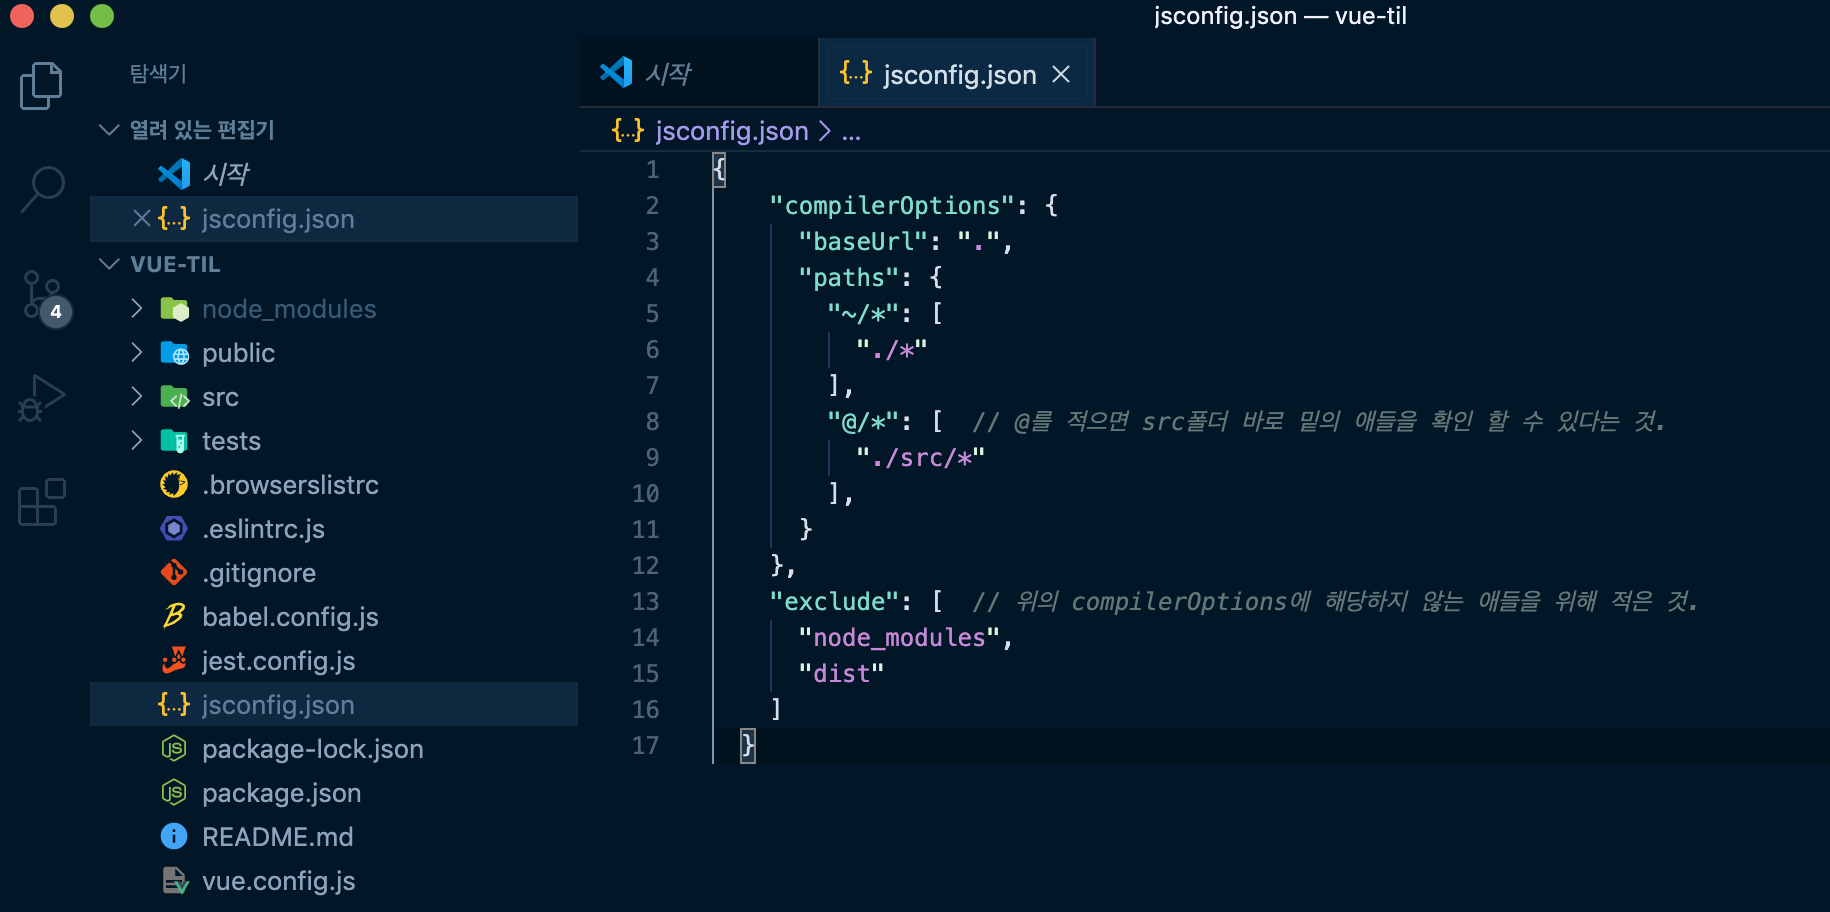 jsconfig.json — vue-til
탐색기
열려 있는 편집기
시작
{...} jsconfig.json
VUE-TIL
node_modules
public
src
tests
.browserslistrc
.eslintrc.js
.gitignore
babel.config.js
jest.config.js
{...} jsconfig.json
package-lock.json
package.json
README.md
vue.config.js
4
시작
{...} jsconfig.json
{...} jsconfig.json > ...
1 {
2 "compilerOptions": {
3 "baseUrl": ".",
4 "paths": {
5 "~/*": [
6 "./*"
7 ],
8 "@/*": [ // @를 적으면 src폴더 바로 밑의 애들을 확인 할 수 있다는 것.
9 "./src/*"
10 ],
11 }
12 },
13 "exclude": [ // 위의 compilerOptions에 해당하지 않는 애들을 위해 적은 것.
14 "node_modules",
15 "dist"
16 ]
17 }